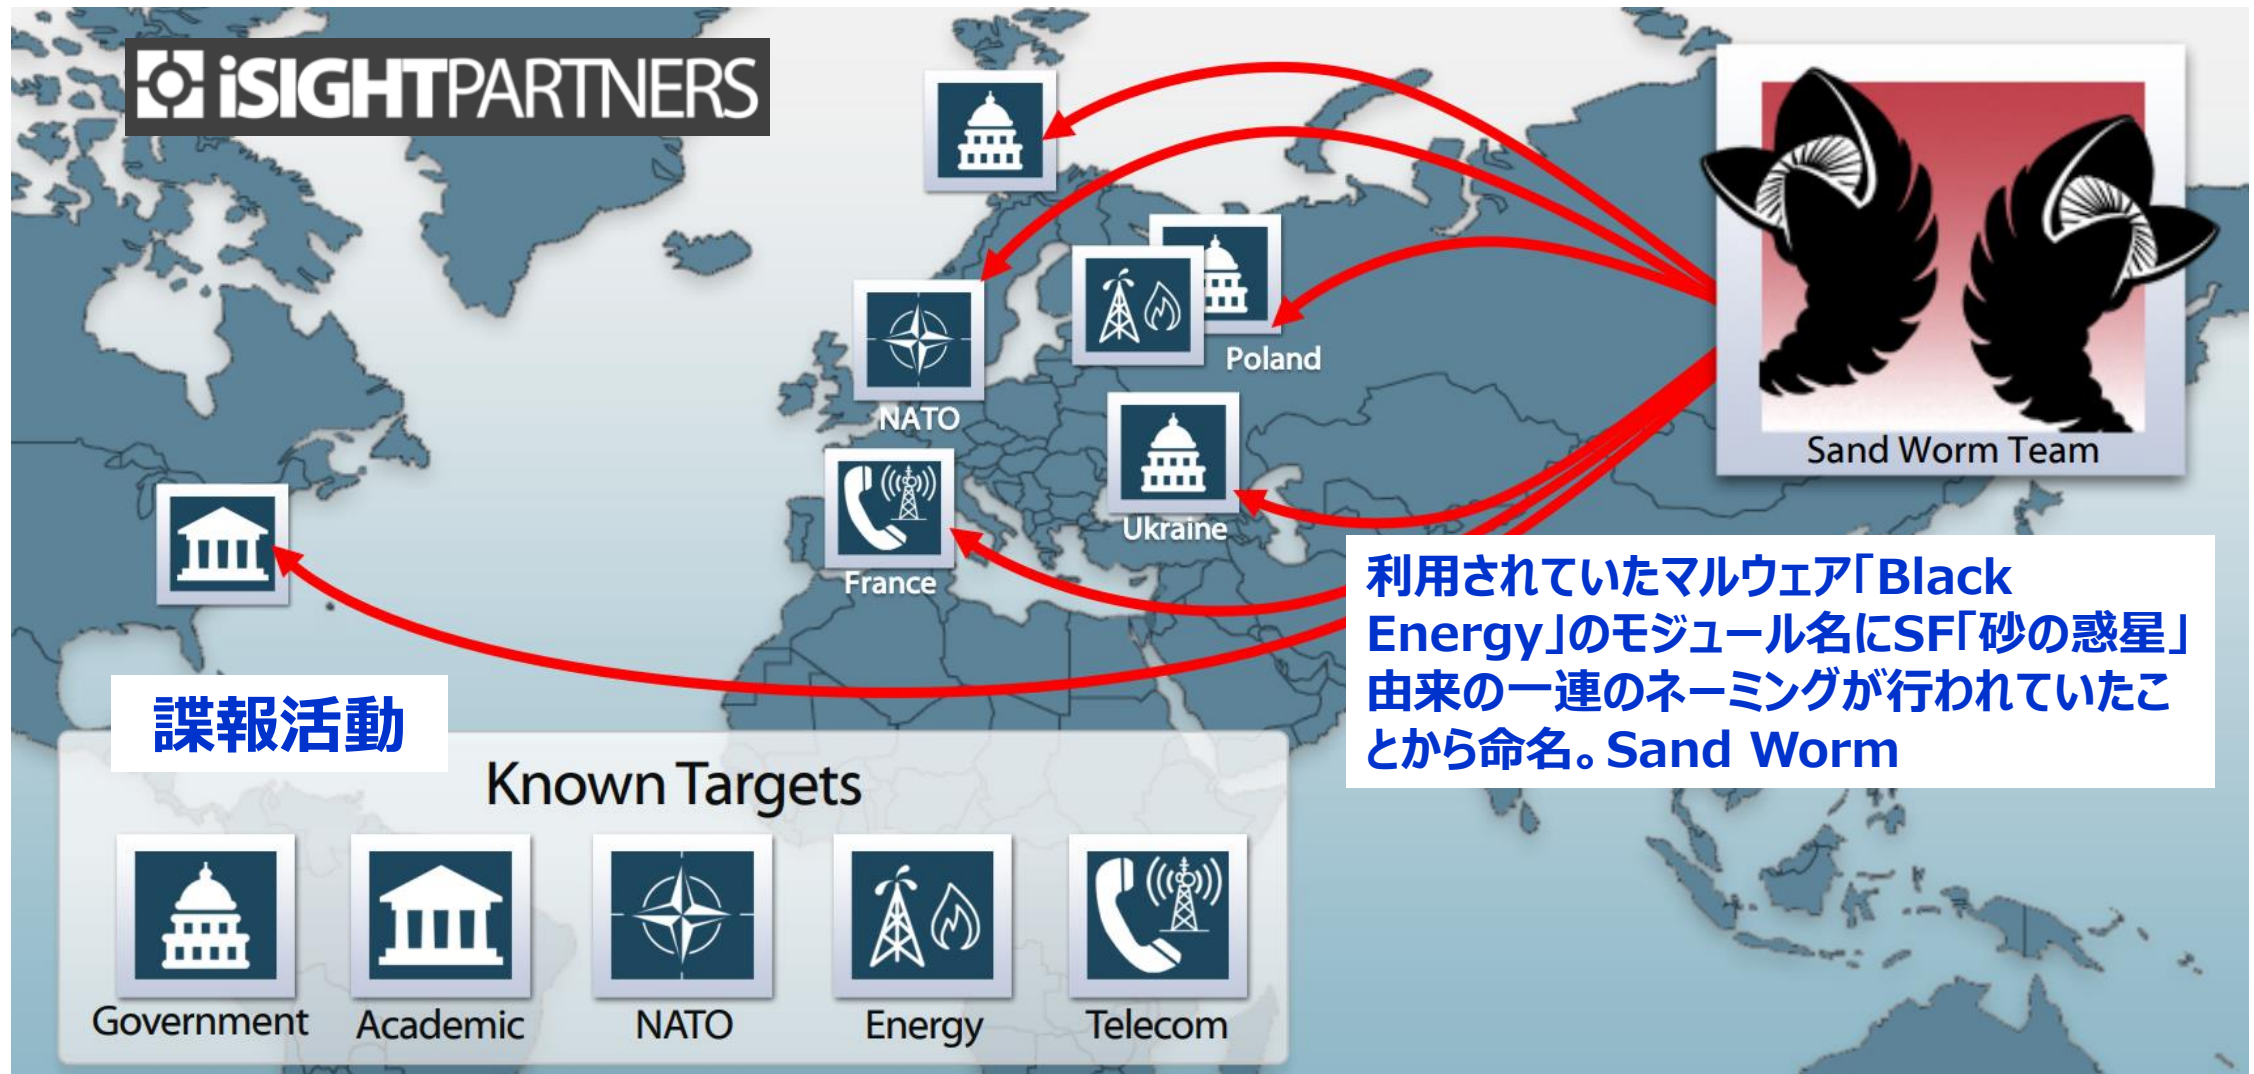 iSIGHTPARTNERS
Poland
NATO
Ukraine
France
Sand Worm Team
利用されていたマルウェア「Black
Energy」のモジュール名にSF「砂の惑星」
由来の一連のネーミングが行われていたこ
とから命名。Sand Worm
諜報活動
Known Targets
Government
Academic
NATO
Energy
Telecom